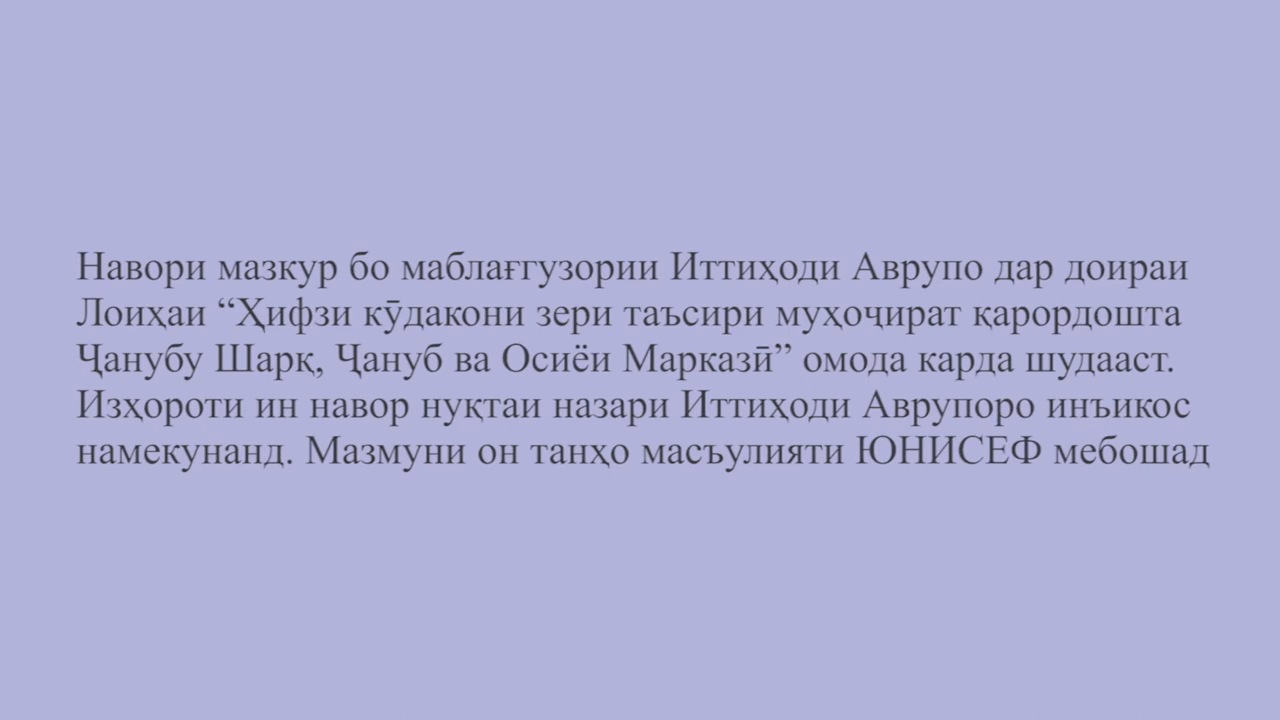 Навори мазкур бо маблағгузории Иттиҳоди Аврупо дар доираи
Лоиҳаи “Ҳифзи кӯдакони зери таъсири муҳоҷират қарордошта
Ҷанубу Шарқ, Ҷануб ва Осиёи Марказӣ” омода карда шудааст.
Изҳороти ин навор нуқтаи назари Иттиҳоди Аврупоро инъикос
намекунанд. Мазмуни он танҳо масъулияти ЮНИСЕФ мебошад